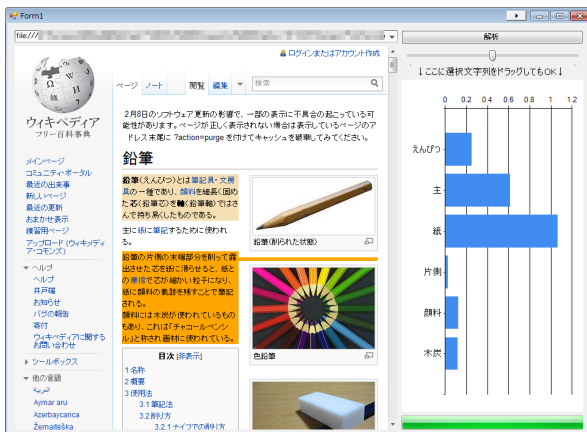 Form1
file:///
解析
↓ここに選択文字列をドラッグしてもOK↓
ウィキペディア
フリー百科事典
メインページ
コミュニティ・ポータル
最近の出来事
新しいページ
最近の更新
おまかせ表示
練習用ページ
アップロード (ウィキメディ
ア・コモンズ)
ヘルプ
ヘルプ
井戸端
お知らせ
バグの報告
寄付
ウィキペディアに関する
お問い合わせ
ツールボックス
他の言語
العربية
Aymar aru
Azərbaycanca
Žemaitėška
ログインまたはアカウント作成
ページ ノート 閲覧 編集 検索
2月8日のソフトウェア更新の影響で、一部の表示に不具合の起こっている可
能性があります。ページが正しく表示されない場合は表示しているページのア
ドレス末尾に ?action=purge を付けてキャッシュを破棄してみてください。
鉛筆
鉛筆(えんぴつ)とは筆記具・文房
具の一種であり、顔料を細長く固め
た芯(鉛筆芯)を軸(鉛筆軸)ではさ
んで持ち易くしたものである。
主に紙に筆記するために使われ
る。
鉛筆の片側の末端部分を削って露
出させた芯を紙に滑らせると、紙と
の摩擦で芯が細かい粒子になり、
紙に顔料の軌跡を残すことで筆記
される。
顔料には木炭が使われているもの
もあり、これは「チャコールペンシ
ル」と称され画材に使われている。
目次 [非表示]
1 名称
2 概要
3 使用法
3.1 筆記法
3.2 削り方
3.2.1 ナイフでの削り方
鉛筆(削られた状態)
色鉛筆
0 0.2 0.4 0.6 0.8 1 1.2
えんぴつ
主
紙
片側
顔料
木炭